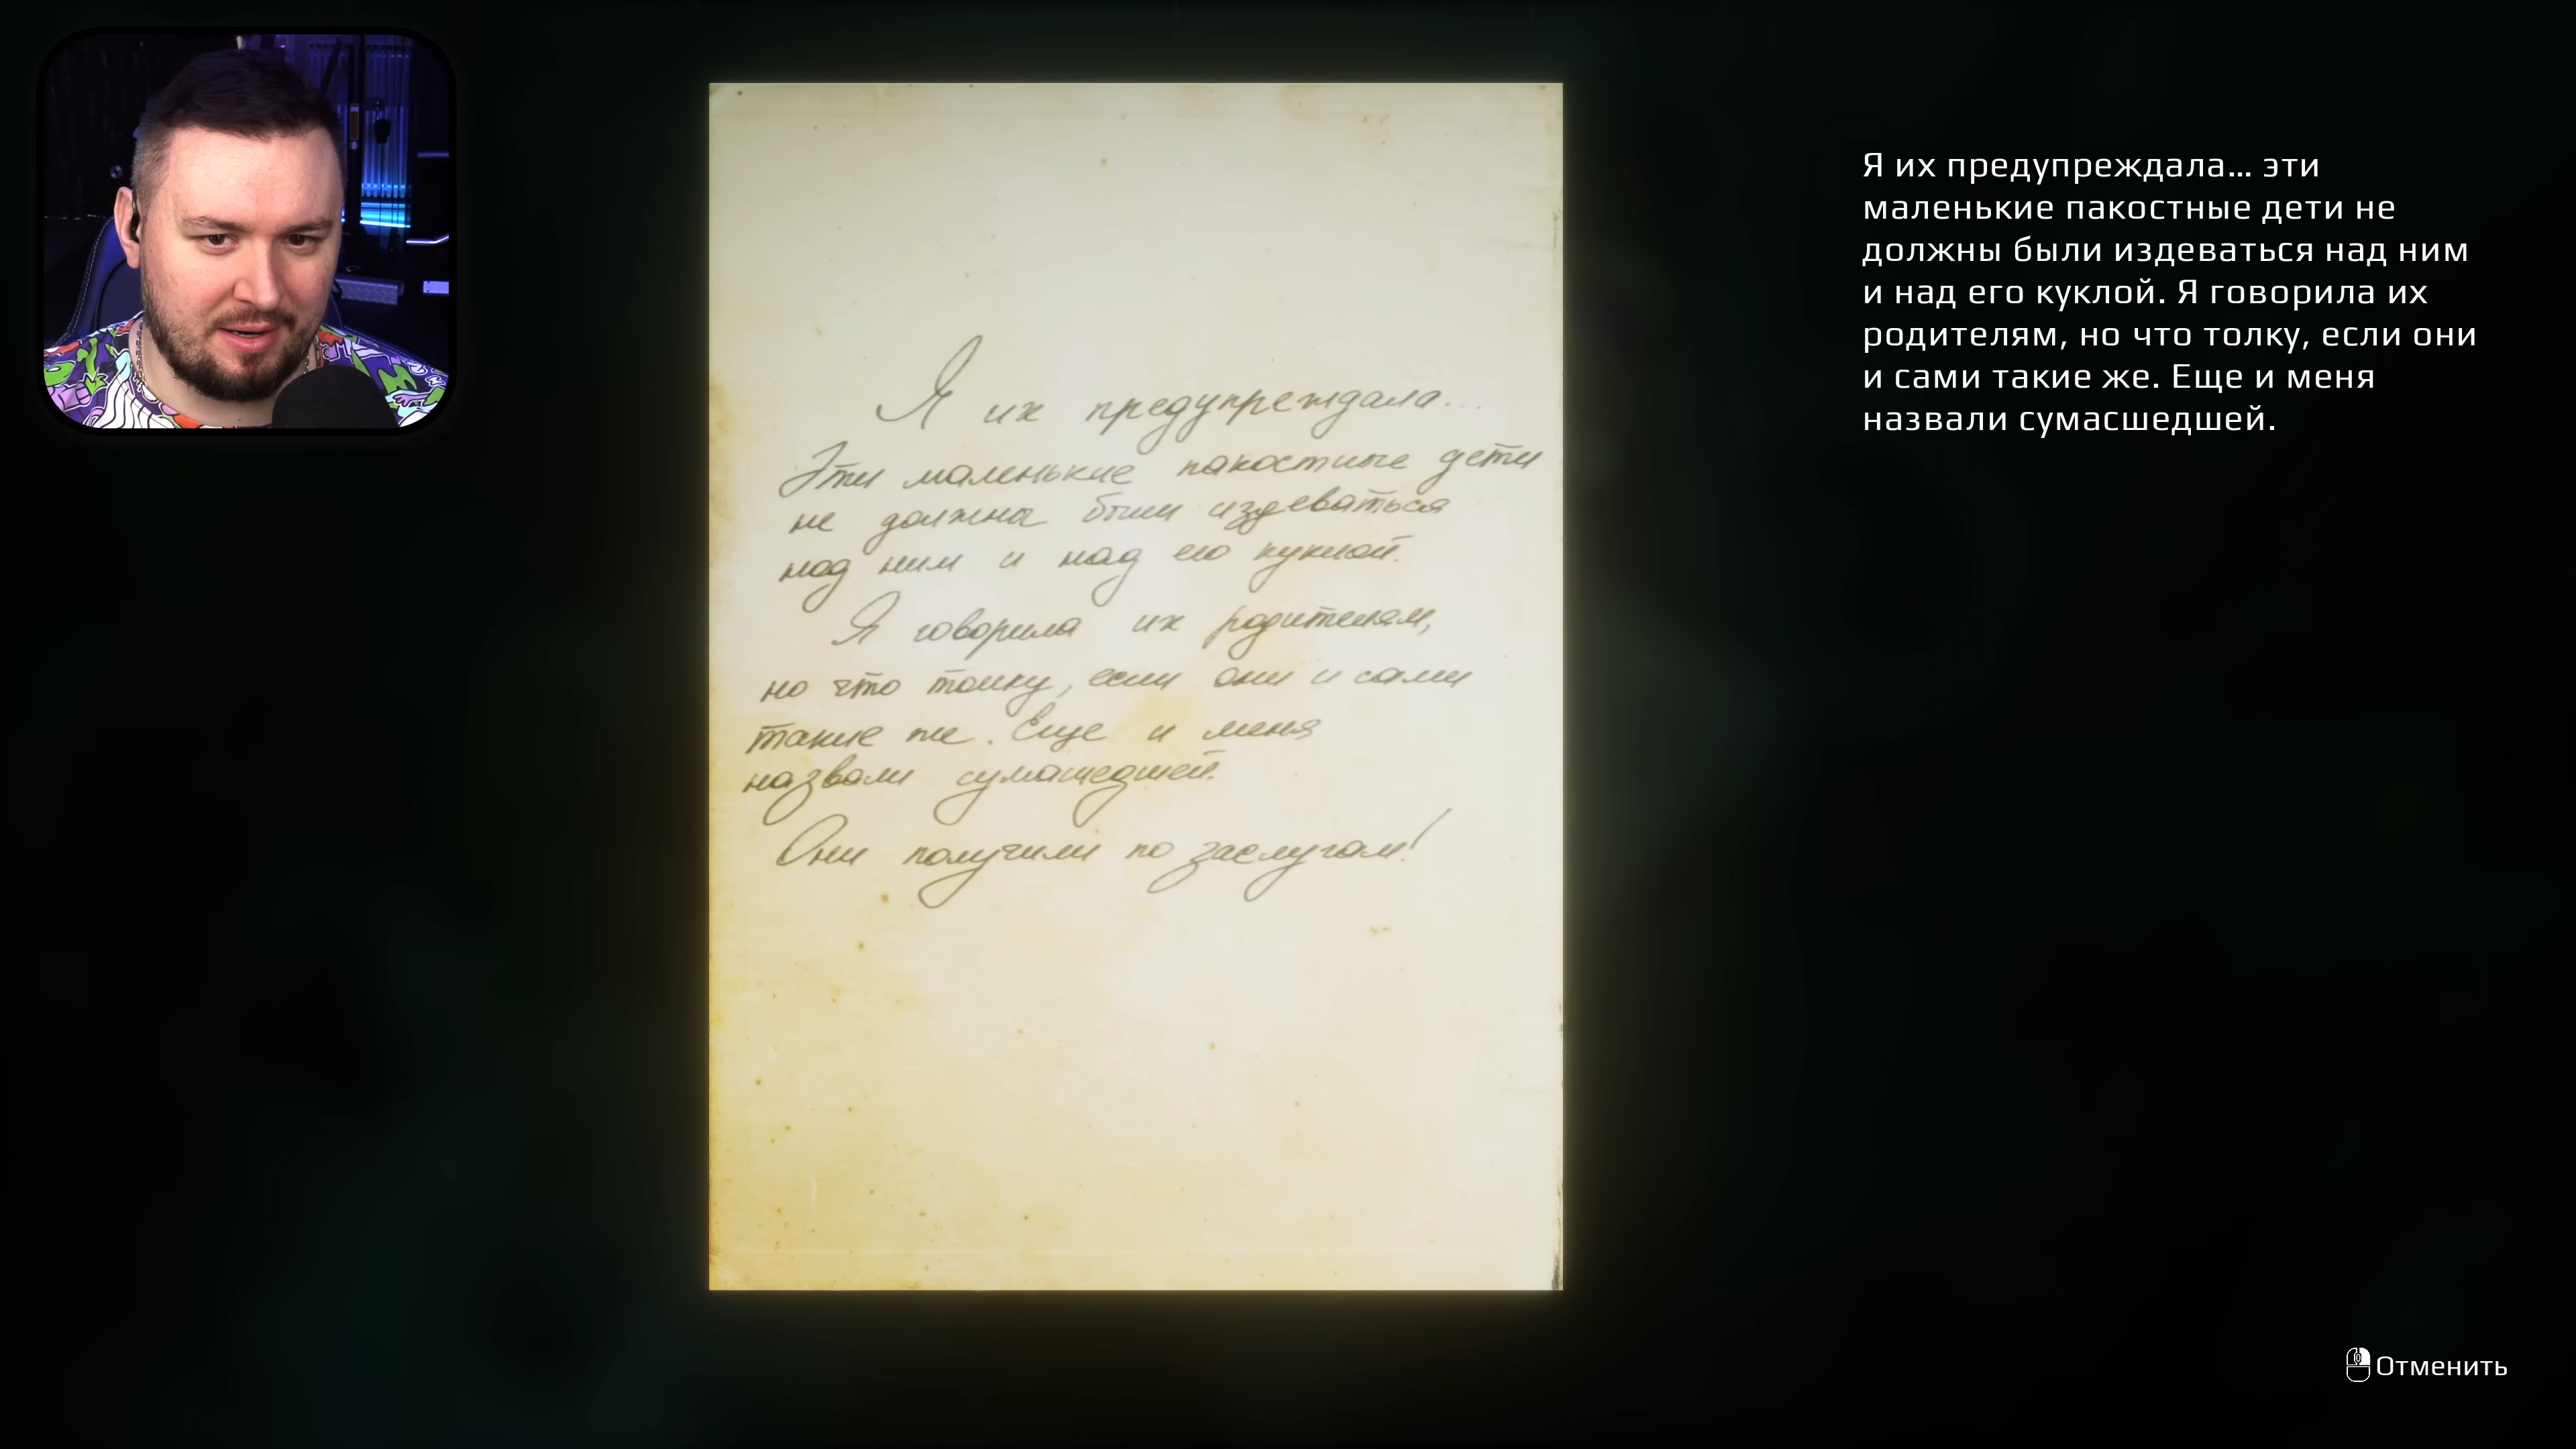 Я их предупреждала...
Эти маленькие пакостные дети
не должны были издеваться
над ним и над его куклой.
Я говорила их родителям,
но что толку, если они и сами
такие же. Еще и меня
назвали сумашедшей.
Они получили по заслугам!
Я их предупреждала... эти
маленькие пакостные дети не
должны были издеваться над ним
и над его куклой. Я говорила их
родителям, но что толку, если они
и сами такие же. Еще и меня
назвали сумасшедшей.
Отменить